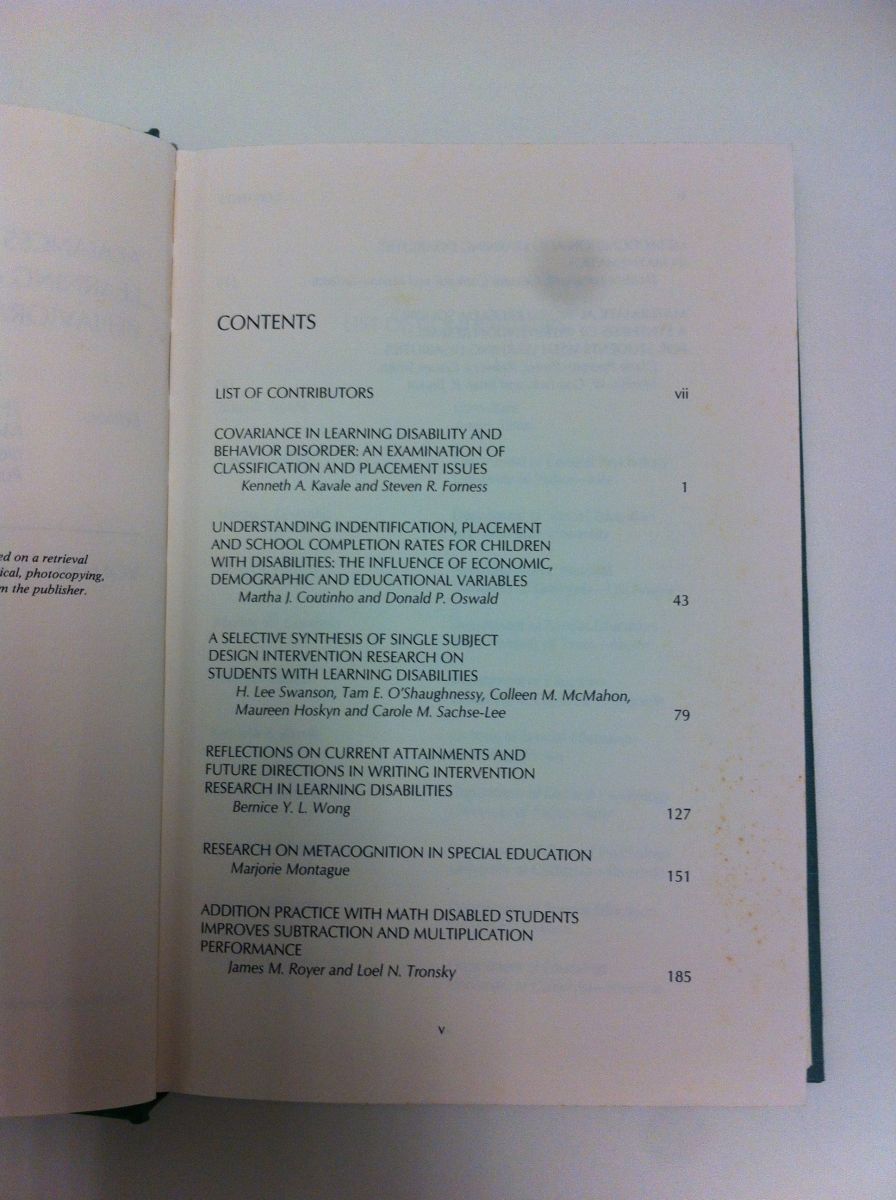 ed on a retrieval
ical, photocopying,
m the publisher.
CONTENTS
LIST OF CONTRIBUTORS vii
COVARIANCE IN LEARNING DISABILITY AND
BEHAVIOR DISORDER: AN EXAMINATION OF
CLASSIFICATION AND PLACEMENT ISSUES
Kenneth A. Kavale and Steven R. Forness 1
UNDERSTANDING INDENTIFICATION, PLACEMENT
AND SCHOOL COMPLETION RATES FOR CHILDREN
WITH DISABILITIES: THE INFLUENCE OF ECONOMIC,
DEMOGRAPHIC AND EDUCATIONAL VARIABLES
Martha J. Coutinho and Donald P. Oswald 43
A SELECTIVE SYNTHESIS OF SINGLE SUBJECT
DESIGN INTERVENTION RESEARCH ON
STUDENTS WITH LEARNING DISABILITIES
H. Lee Swanson, Tam E. O'Shaughnessy, Colleen M. McMahon,
Maureen Hoskyn and Carole M. Sachse-Lee 79
REFLECTIONS ON CURRENT ATTAINMENTS AND
FUTURE DIRECTIONS IN WRITING INTERVENTION
RESEARCH IN LEARNING DISABILITIES
Bernice Y. L. Wong 127
RESEARCH ON METACOGNITION IN SPECIAL EDUCATION
Marjorie Montague 151
ADDITION PRACTICE WITH MATH DISABLED STUDENTS
IMPROVES SUBTRACTION AND MULTIPLICATION
PERFORMANCE
James M. Royer and Loel N. Tronsky 185
v